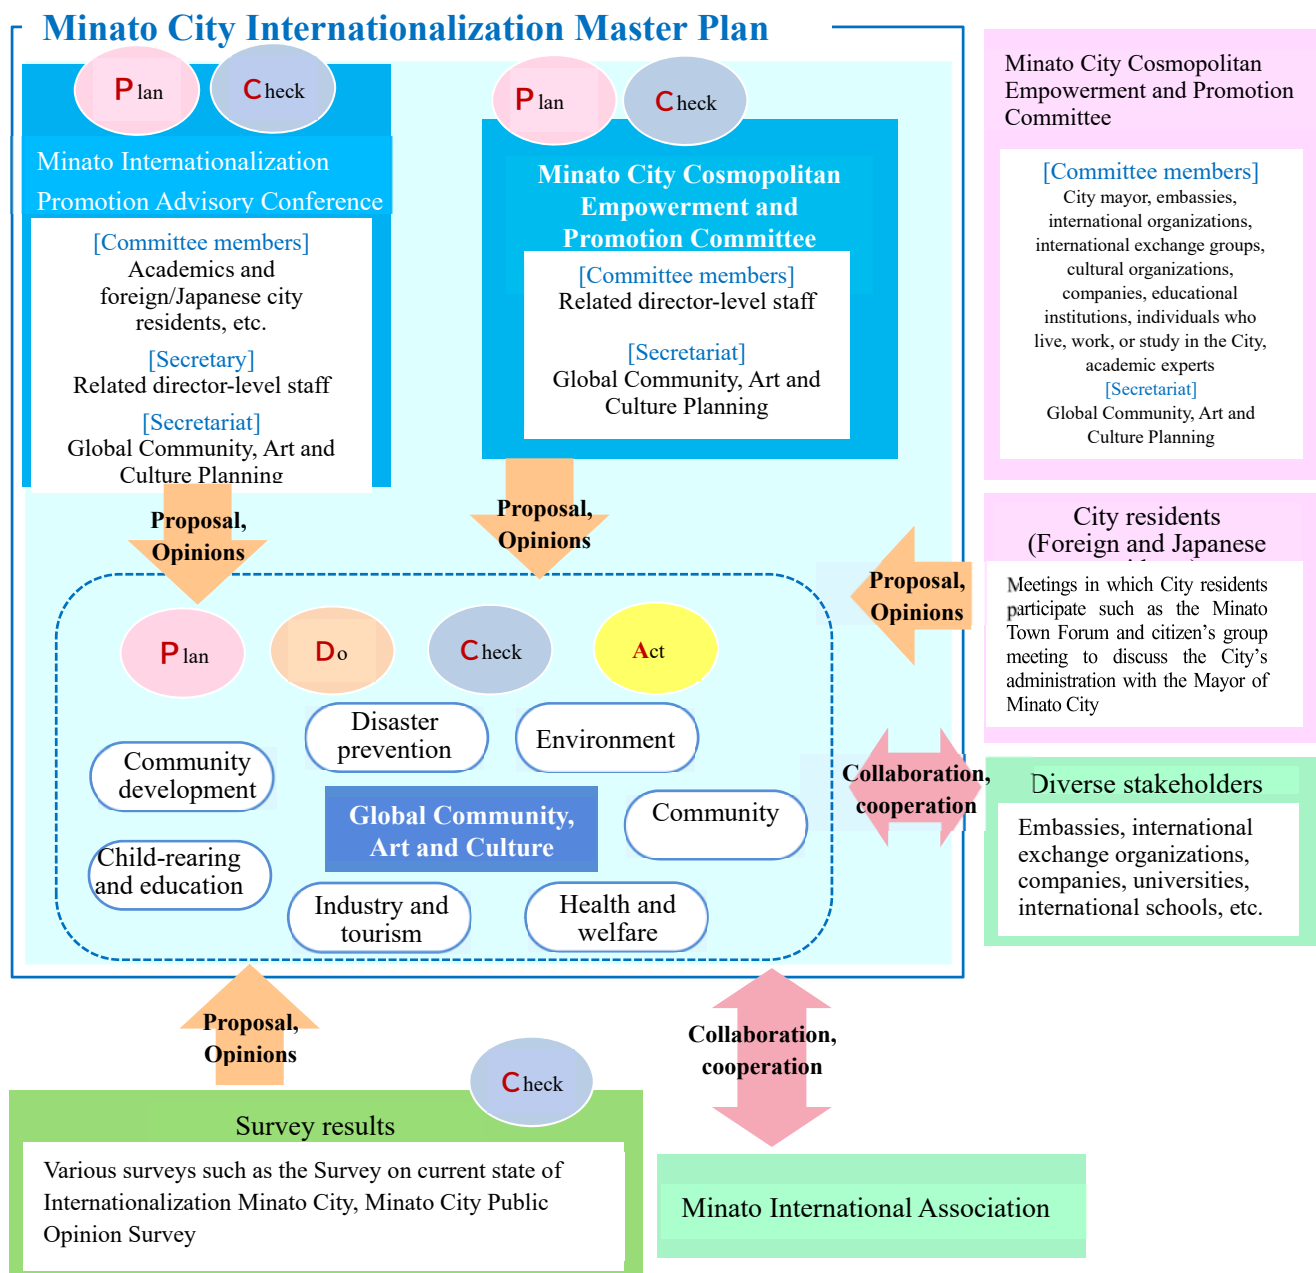 Minato City Internationalization Master Plan
Plan
Check
Minato Internationalization
Promotion Advisory Conference
[Committee members]
Academics and
foreign/Japanese city
residents, etc.
[Secretary]
Related director-level staff
[Secretariat]
Global Community, Art and
Culture Planning
Plan
Check
Minato City Cosmopolitan
Empowerment and
Promotion Committee
[Committee members]
Related director-level staff
[Secretariat]
Global Community, Art and
Culture Planning
Minato City Cosmopolitan
Empowerment and Promotion
Committee
[Committee members]
City mayor, embassies,
international organizations,
international exchange groups,
cultural organizations,
companies, educational
institutions, individuals who
live, work, or study in the City,
academic experts
[Secretariat]
Global Community, Art and
Culture Planning
Proposal,
Opinions
Proposal,
Opinions
Proposal,
Opinions
City residents
(Foreign and Japanese
Meetings in which City residents
participate such as the Minato
Town Forum and citizen's group
meeting to discuss the City's
administration with the Mayor of
Minato City
Plan
Do
Check
Act
Disaster
prevention
Environment
Community
development
Global Community,
Art and Culture
Community
Child-rearing
and education
Industry and
tourism
Health and
welfare
Collaboration,
cooperation
Diverse stakeholders
Embassies, international
exchange organizations,
companies, universities,
international schools, etc.
Proposal,
Opinions
Collaboration,
cooperation
Check
Survey results
Various surveys such as the Survey on current state of
Internationalization Minato City, Minato City Public
Opinion Survey
Minato International Association